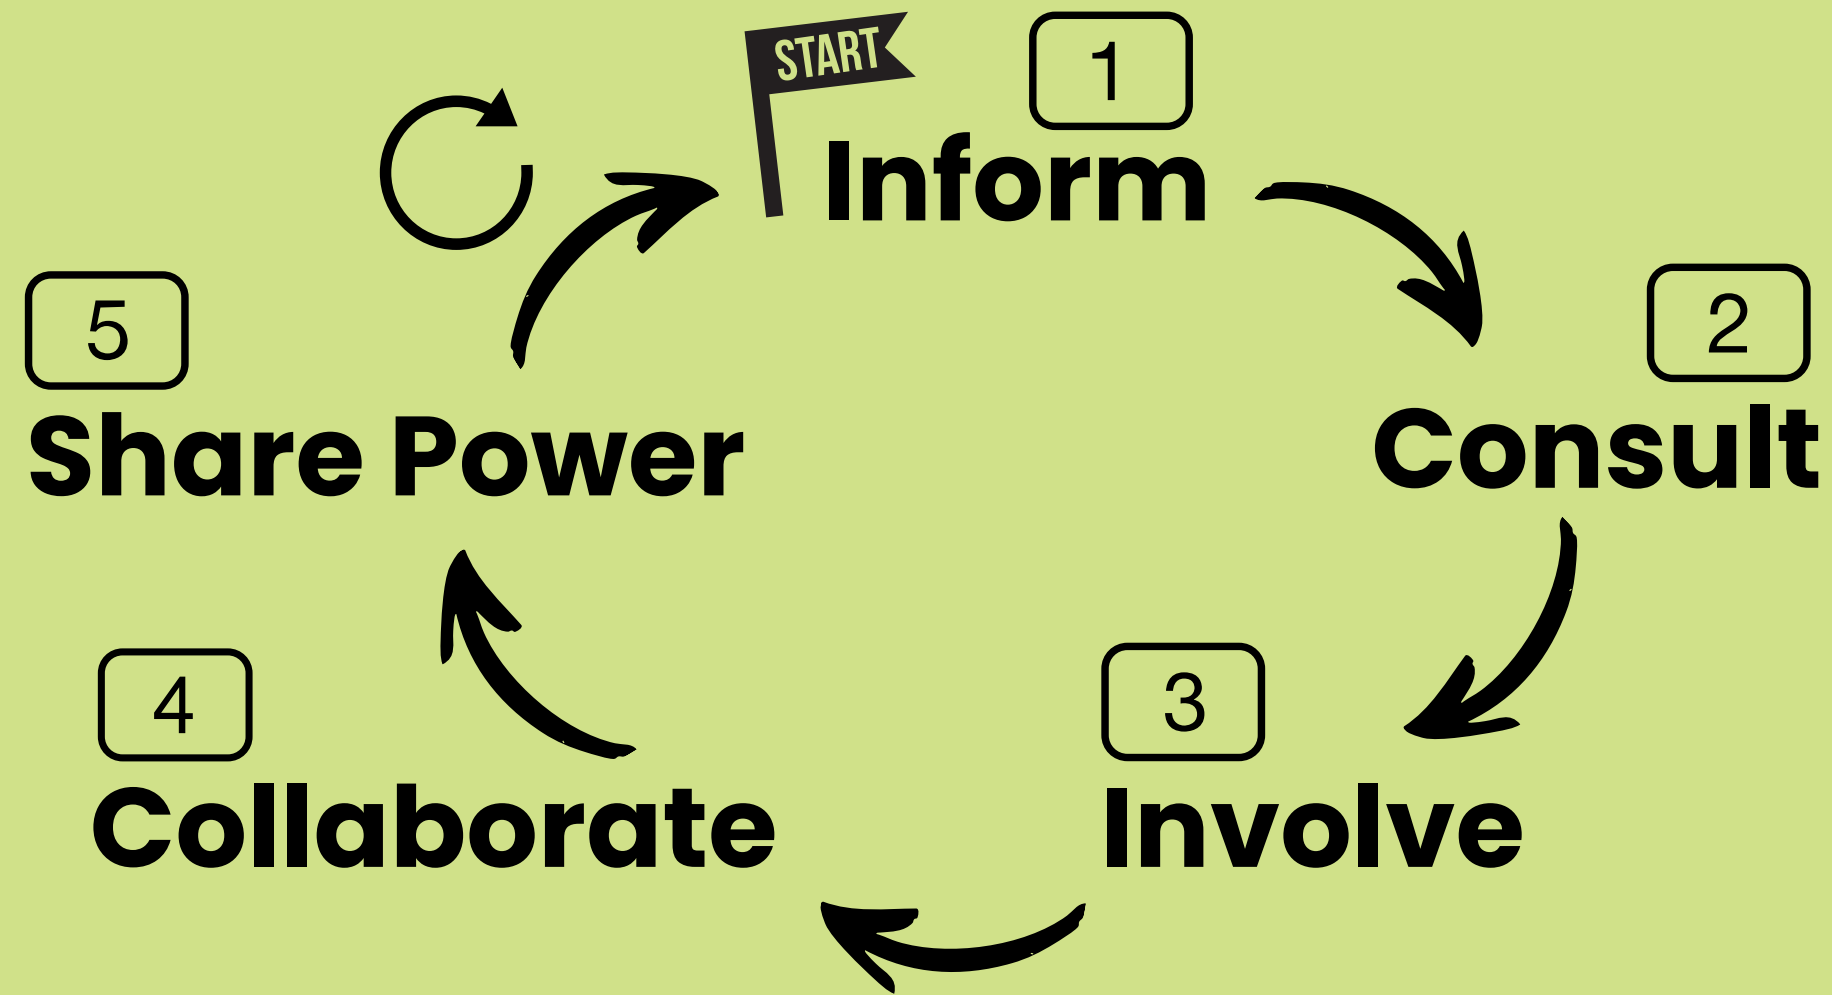 START
1
Inform
2
Consult
3
Involve
4
Collaborate
5
Share Power